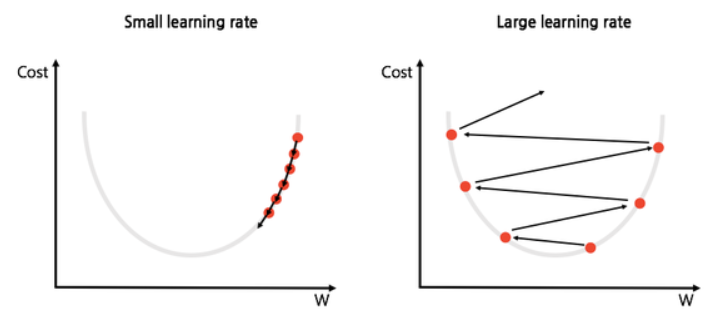 Small learning rate
Large learning rate
Cost
Cost
W
W